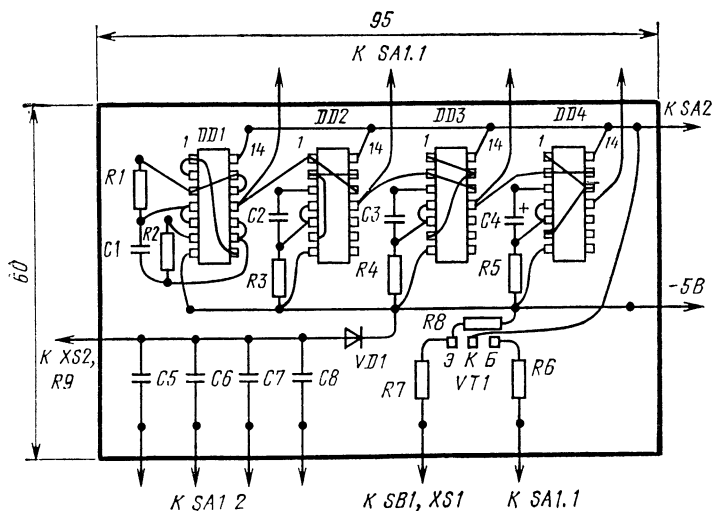 95
К SA1.1
К SA2
DD1
DD2
DD3
DD4
1
14
1
14
1
14
1
14
R1
C1
R2
C2
R3
C3
R4
C4
+
R5
60
-5В
R8
К XS2,
R9
VD1
Э К Б
VT1
C5
C6
C7
C8
R7
R6
К SA1 2
К SB1, XS1
К SA1.1